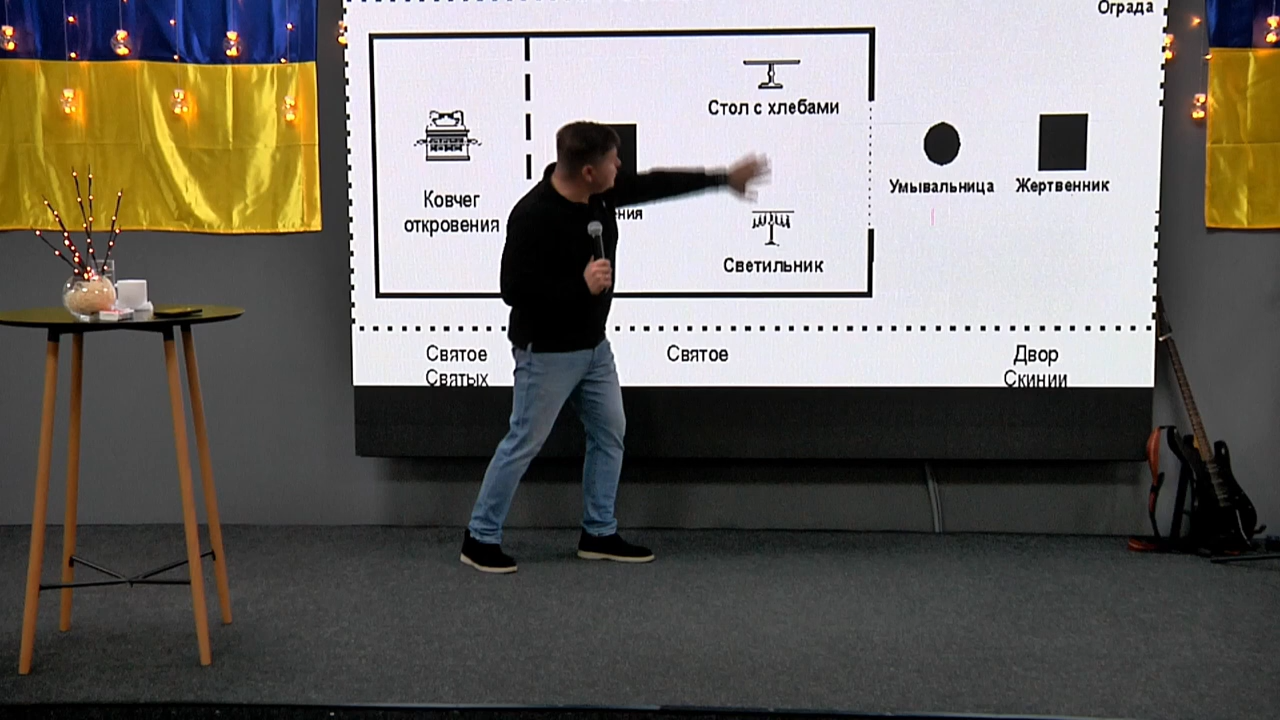 Ограда
Стол с хлебами
Ковчег
откровения
Умывальница
Жертвенник
Светильник
Святое
Святых
Святое
Двор
Скинии